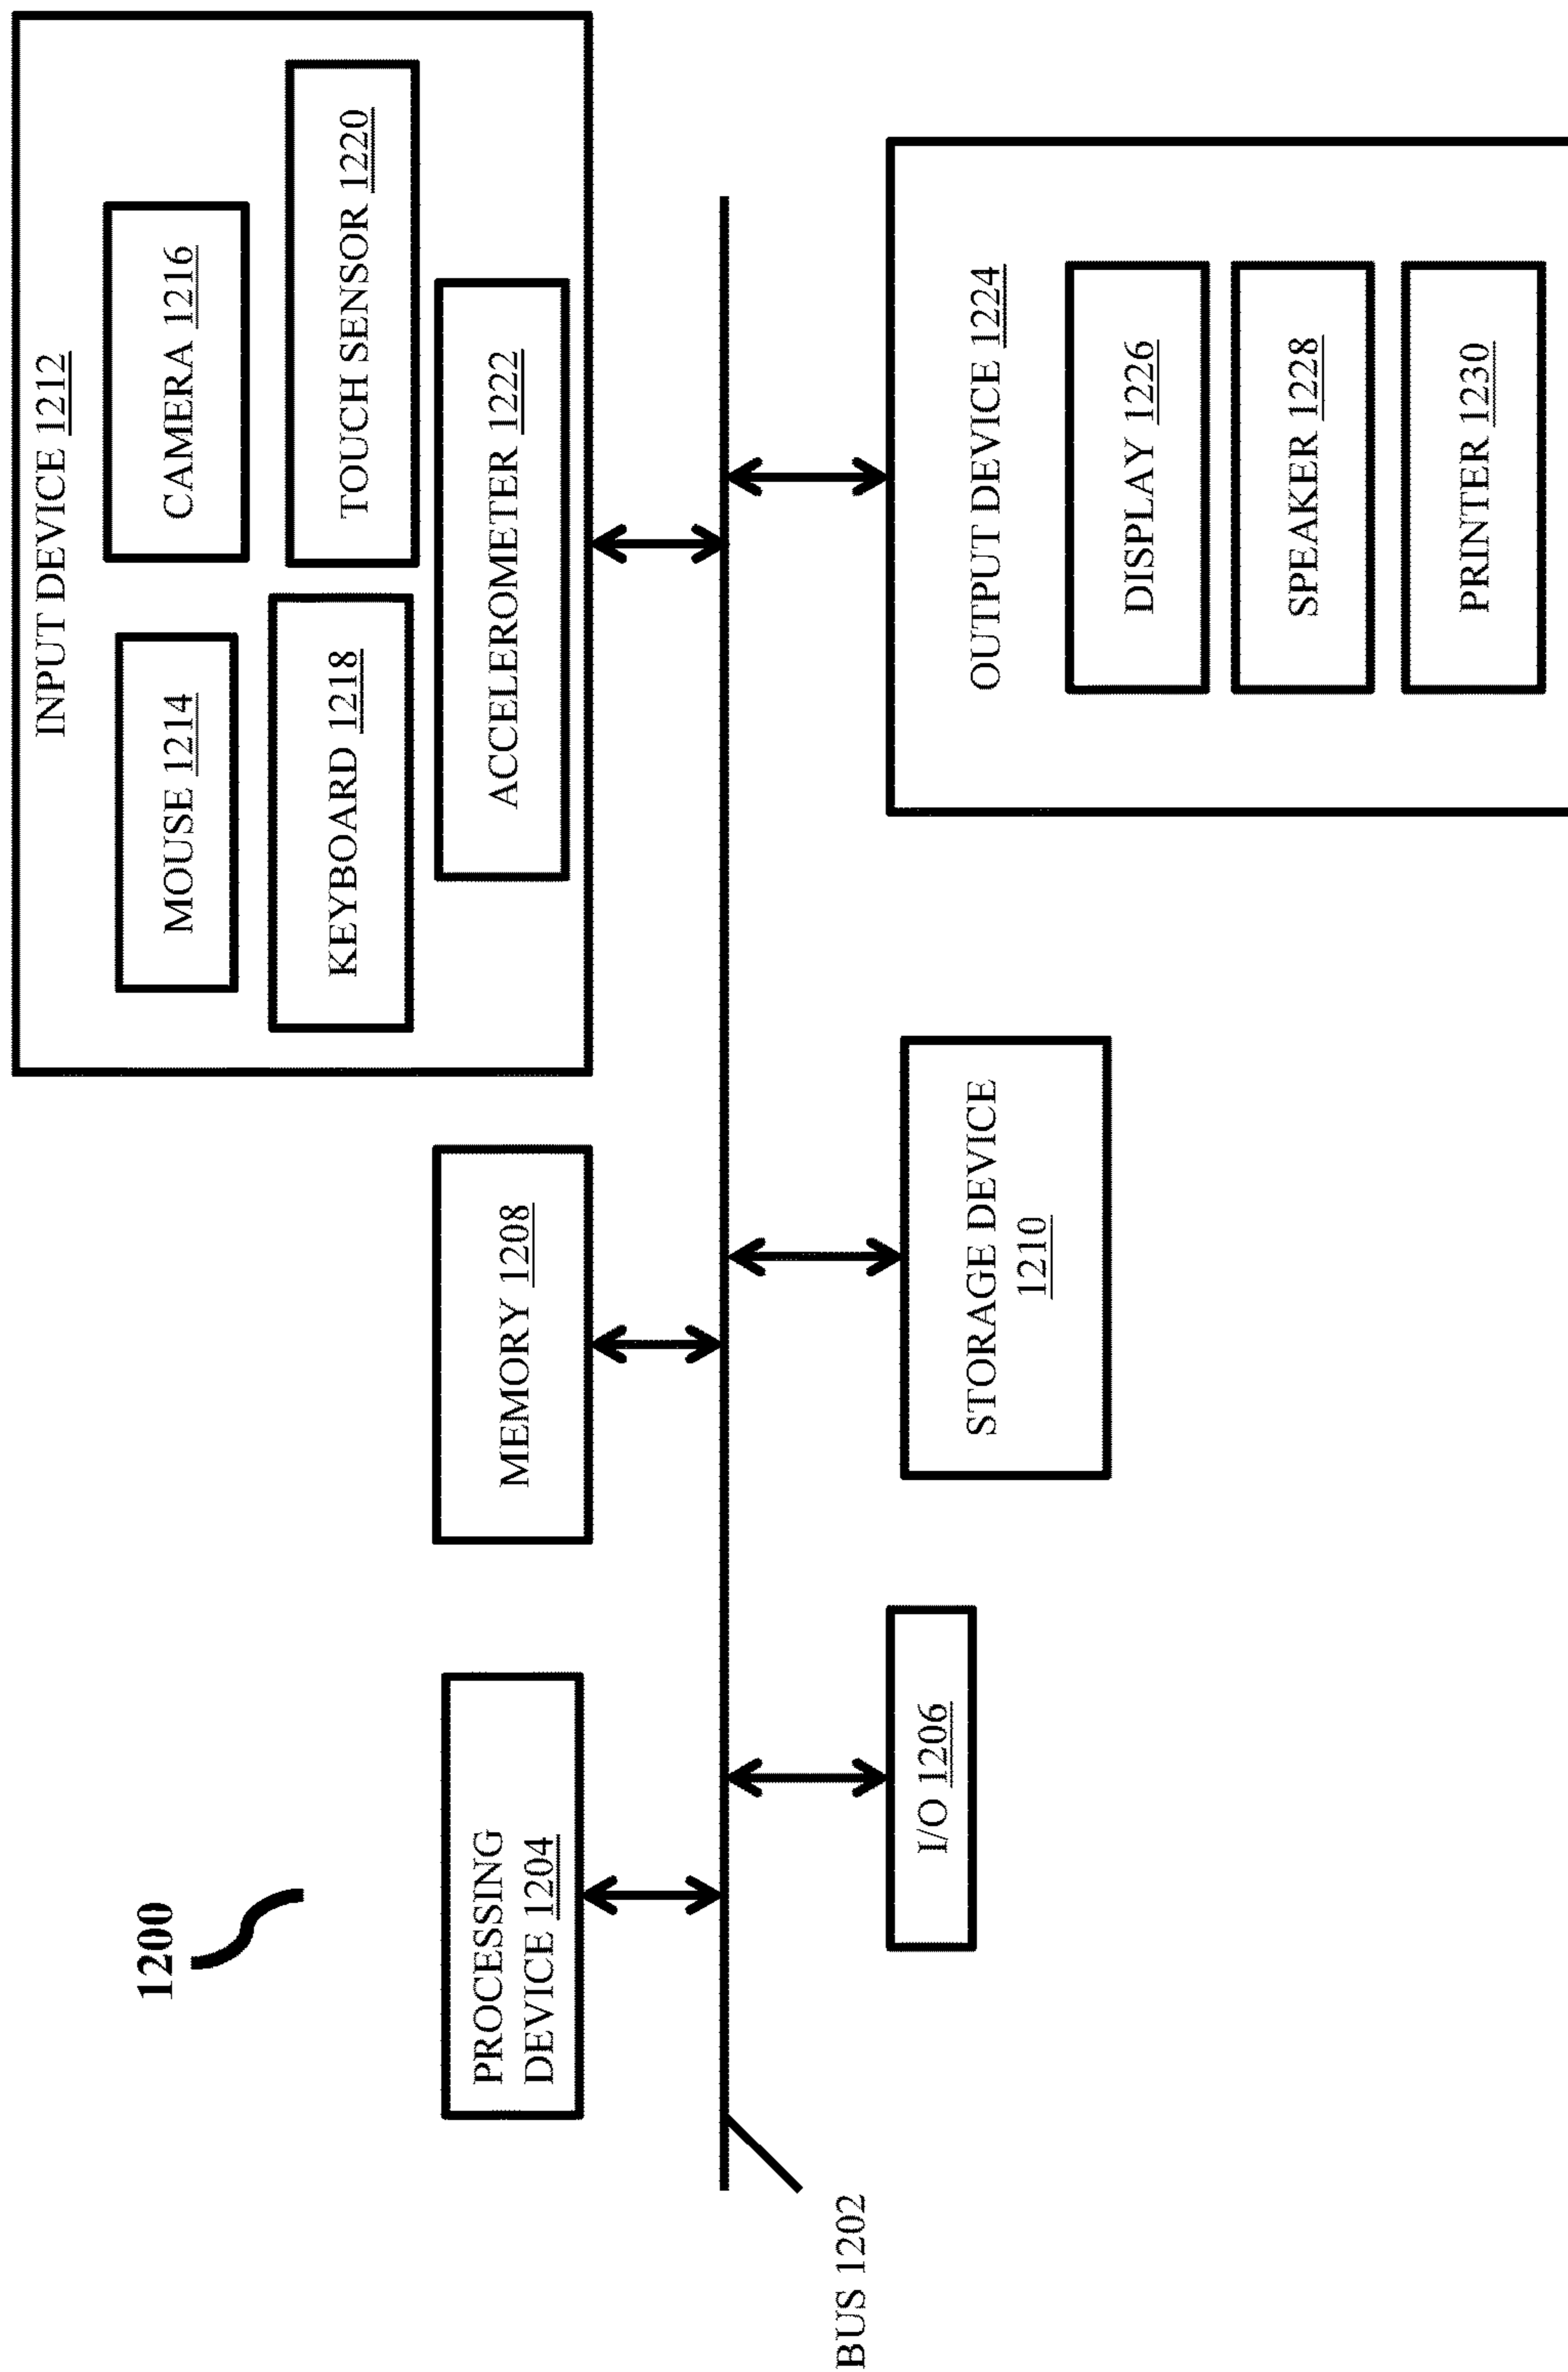 1200
PROCESSING
DEVICE 1204
MEMORY 1208
INPUT DEVICE 1212
MOUSE 1214
CAMERA 1216
KEYBOARD 1218
TOUCH SENSOR 1220
ACCELEROMETER 1222
BUS 1202
I/O 1206
STORAGE DEVICE
1210
OUTPUT DEVICE 1224
DISPLAY 1226
SPEAKER 1228
PRINTER 1230